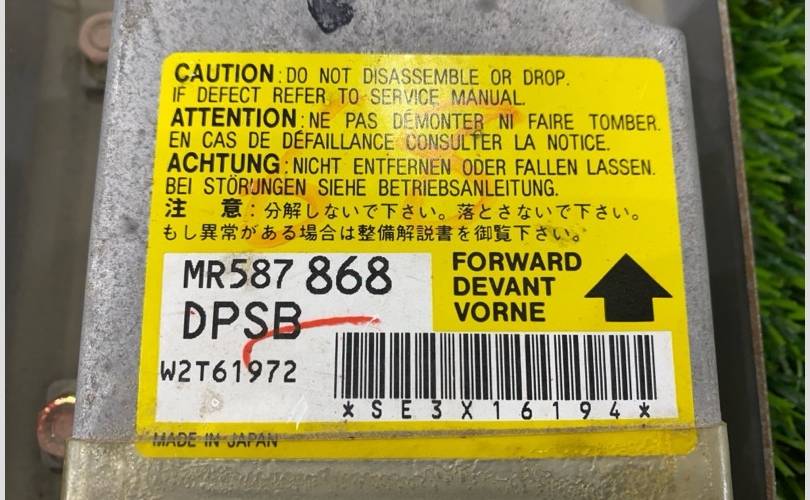 CAUTION:DO NOT DISASSEMBLE OR DROP.
IF DEFECT REFER TO SERVICE MANUAL.
ATTENTION:NE PAS DÉMONTER NI FAIRE TOMBER.
EN CAS DE DÉFAILLANCE CONSULTER LA NOTICE.
ACHTUNG:NICHT ENTFERNEN ODER FALLEN LASSEN.
BEI STÖRUNGEN SIEHE BETRIEBSANLEITUNG.
注 意:分解しないで下さい。落とさないで下さい。
もし異常がある場合は整備解説書を御覧下さい。
MR587 868
DPSB
W2T61972
FORWARD
DEVANT
VORNE
*SE3X16194*
MADE IN JAPAN